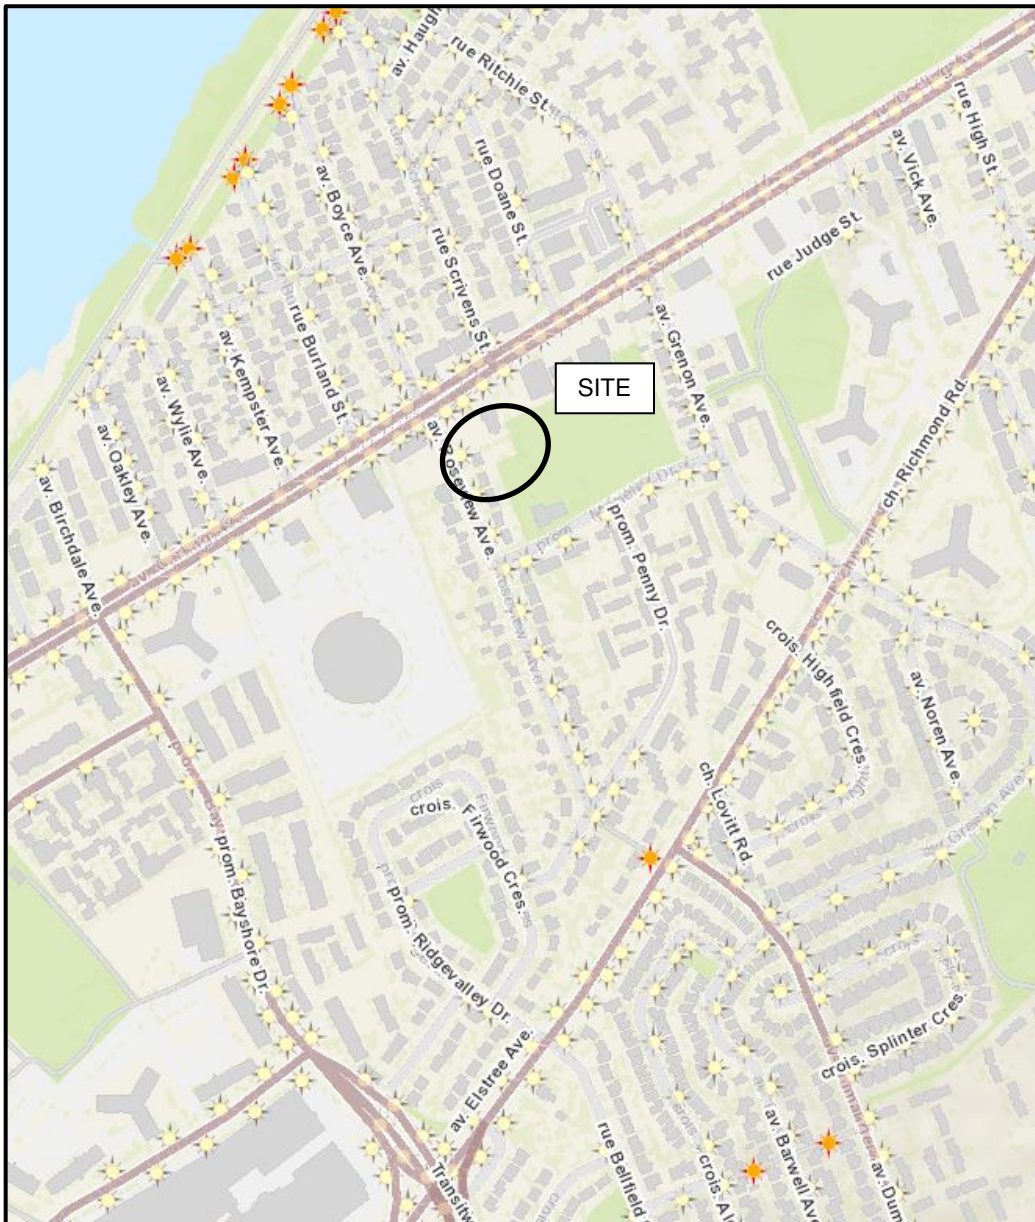 av. Haugh
rue Ritchie St.
rue High St.
av. Vick Ave.
rue Doane St.
av. Boyce Ave.
rue Scrivens St.
rue Judge St.
rue Burland St.
av. Grenon Ave.
av. Kempster Ave.
SITE
av. Wylie Ave.
av. Oakley Ave.
ch. Richmond Rd.
av. Roseview Ave.
av. Birchdale Ave.
prom. Penny Dr.
crois. Highfield Cres.
av. Noren Ave.
ch. Lovitt Rd.
crois. Firwood Cres.
prom. Bayshore Dr.
prom. Ridgevalley Dr.
crois. Splinter Cres.
av. Elstree Ave.
rue Bellfield
av. Barwell Av
av. Dum
Transitw